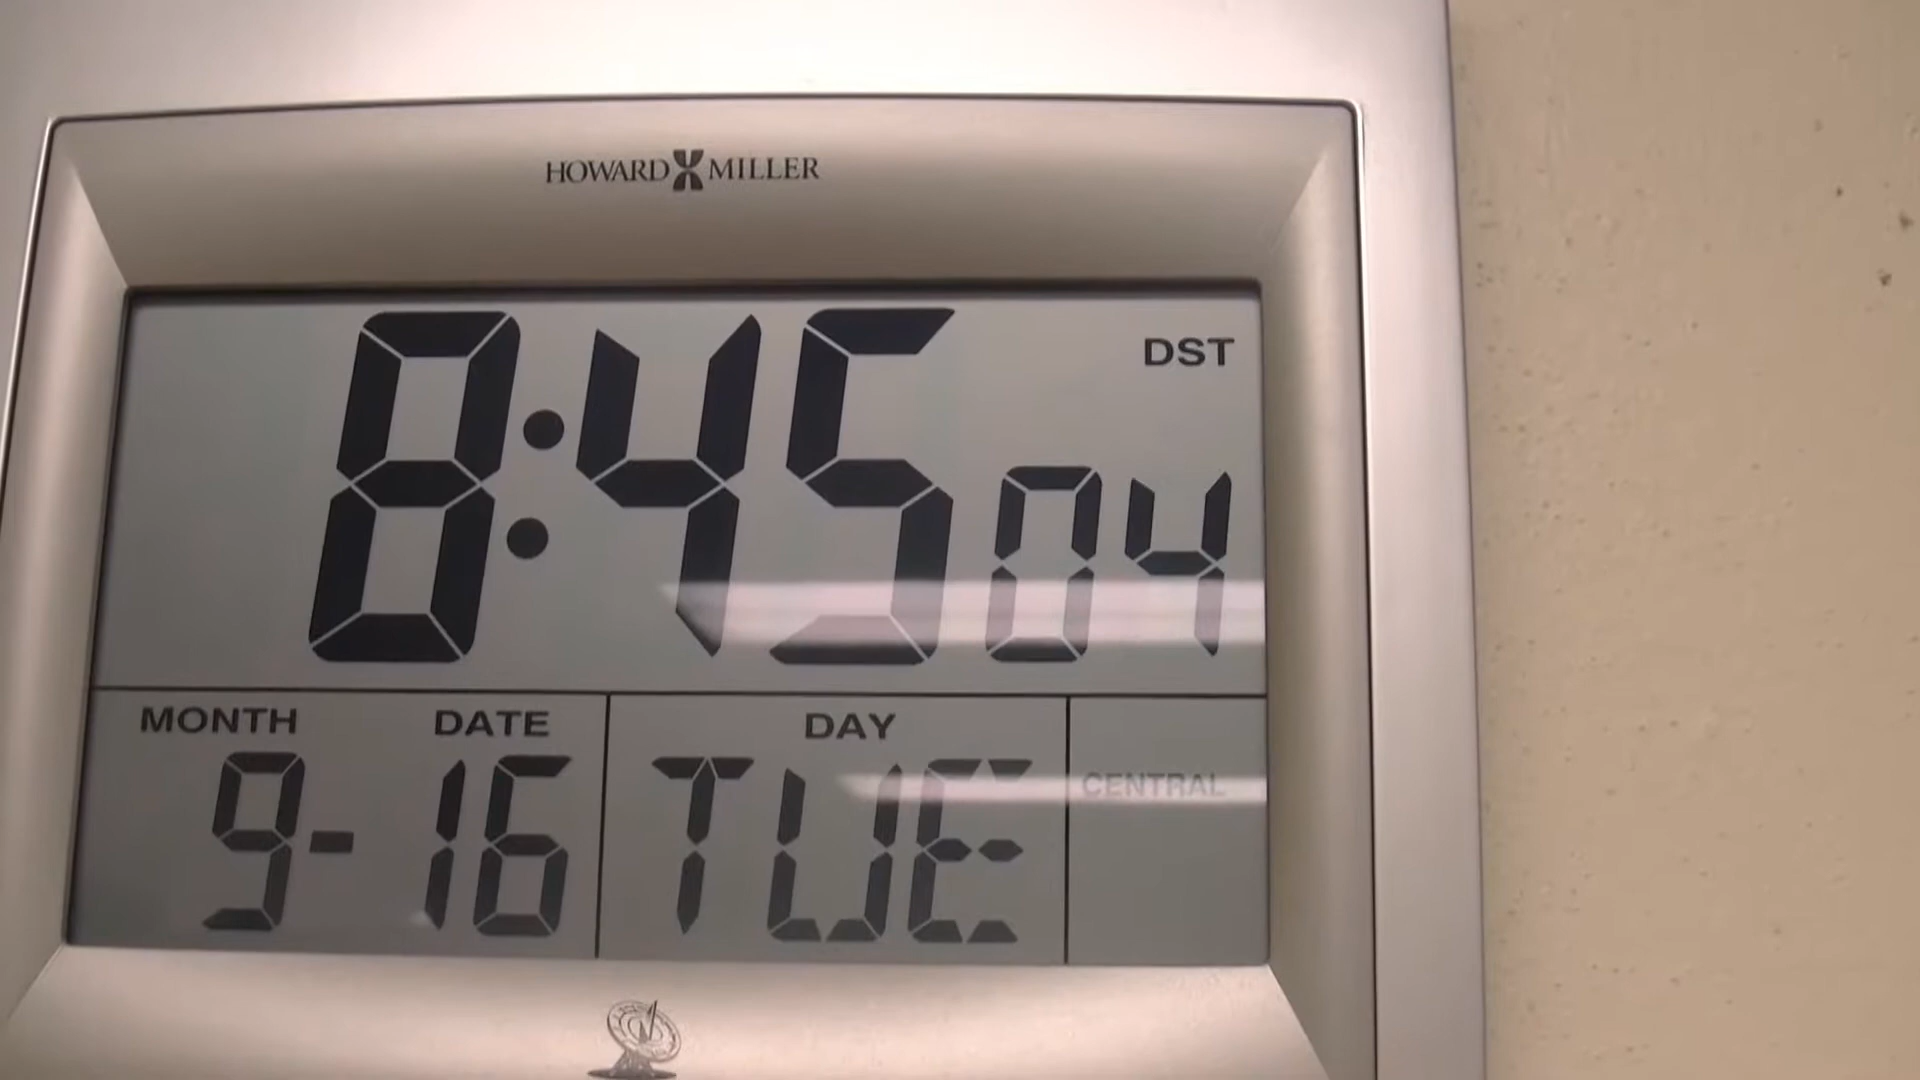 HOWARD MILLER
DST
8:45 04
MONTH DATE DAY
9-16 TUE
CENTRAL